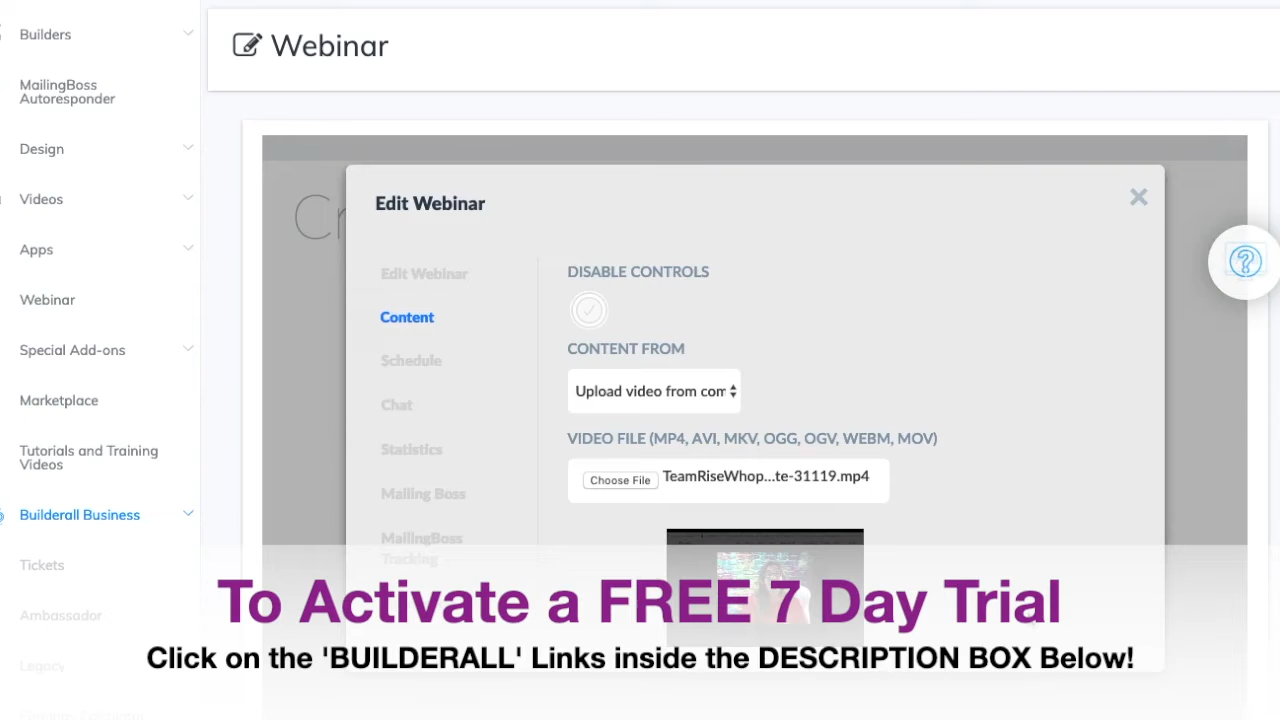 Builders
MailingBoss
Autoresponder
Design
Videos
Apps
Webinar
Special Add-ons
Marketplace
Tutorials and Training
Videos
Builderall Business
Tickets
Ambassador
Legacy
Webinar
Cr
Edit Webinar
Edit Webinar
Content
Schedule
Chat
Statistics
Mailing Boss
MailingBoss
Tracking
DISABLE CONTROLS
CONTENT FROM
Upload video from com
VIDEO FILE (MP4, AVI, MKV, OGG, OGV, WEBM, MOV)
Choose File TeamRiseWhop...te-31119.mp4
?
To Activate a FREE 7 Day Trial
Click on the 'BUILDERALL' Links inside the DESCRIPTION BOX Below!